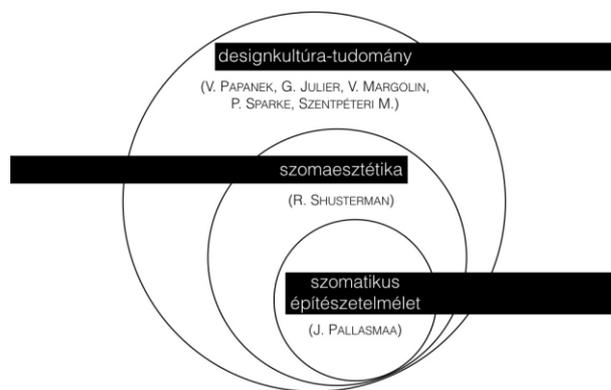 designkultúra-tudomány
(V. PAPANEK, G. JULIER, V. MARGOLIN,
P. SPARKE, SZENTPÉTERI M.)
szomaesztétika
(R. SHUSTERMAN)
szomatikus
építészetelmélet
(J. PALLASMAA)